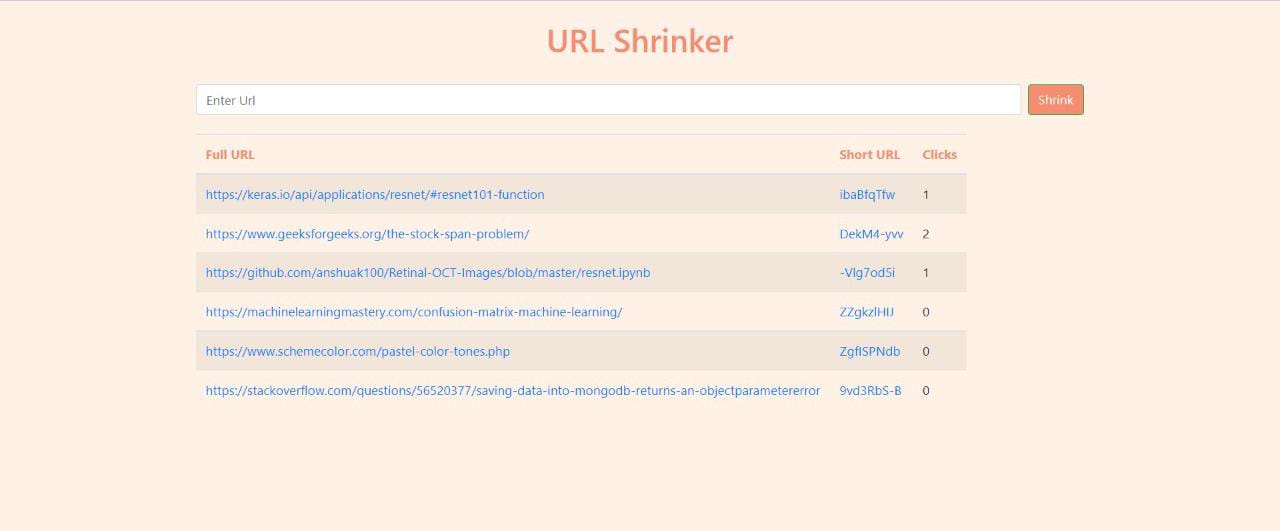 URL Shrinker
Enter Url Shrink
Full URL Short URL Clicks
https://keras.io/api/applications/resnet/#resnet101-function ibaBfqTfw 1
https://www.geeksforgeeks.org/the-stock-span-problem/ DekM4-yvv 2
https://github.com/anshuak100/Retinal-OCT-Images/blob/master/resnet.ipynb -VIg7od5i 1
https://machinelearningmastery.com/confusion-matrix-machine-learning/ ZZgkzlHIJ 0
https://www.schemecolor.com/pastel-color-tones.php ZgfISPNdb 0
https://stackoverflow.com/questions/56520377/saving-data-into-mongodb-returns-an-objectparametererror 9vd3RbS-B 0